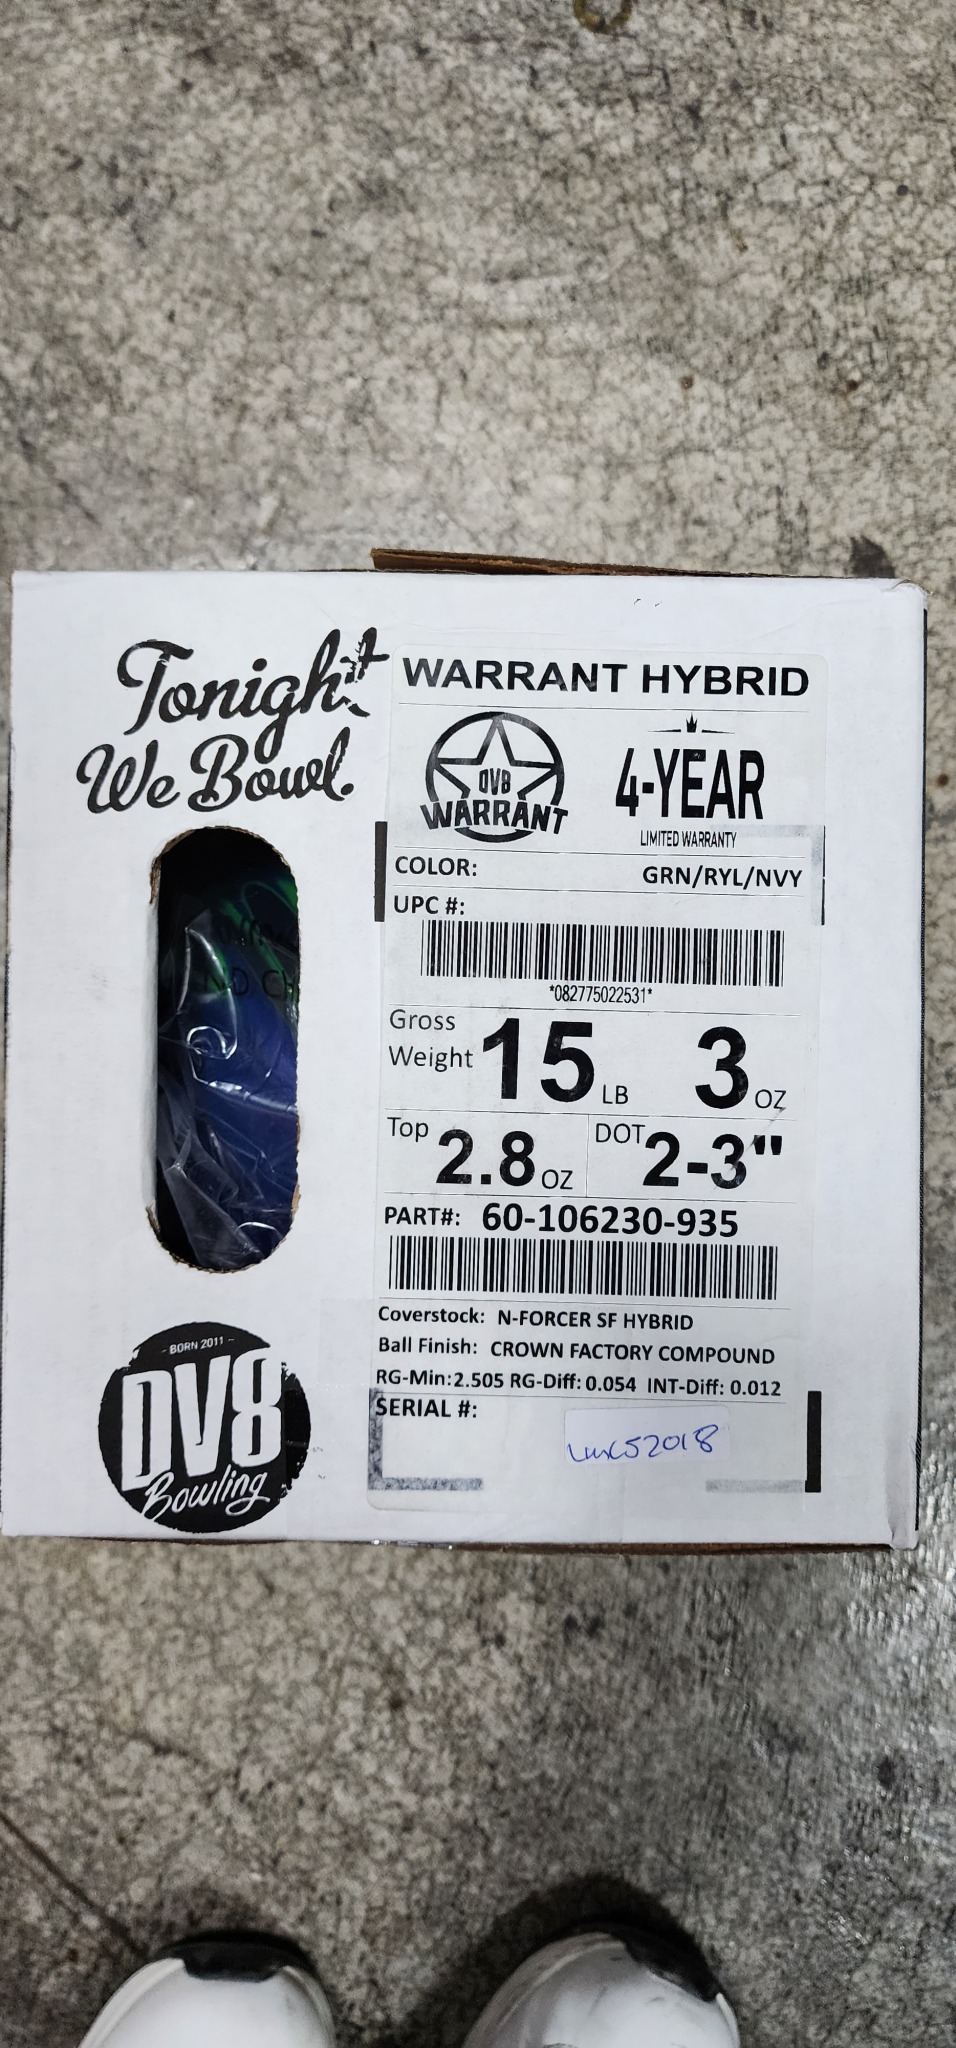 Tonight
We Bowl.
WARRANT HYBRID
DV8
WARRANT
4-YEAR
LIMITED WARRANTY
COLOR: GRN/RYL/NVY
UPC #:
*082775022531*
Gross
Weight 15 LB 3 OZ
Top 2.8 OZ DOT 2-3"
PART#: 60-106230-935
Coverstock: N-FORCER SF HYBRID
Ball Finish: CROWN FACTORY COMPOUND
RG-Min:2.505 RG-Diff: 0.054 INT-Diff: 0.012
SERIAL #:
- BORN 2011 -
DV8
Bowling
NO